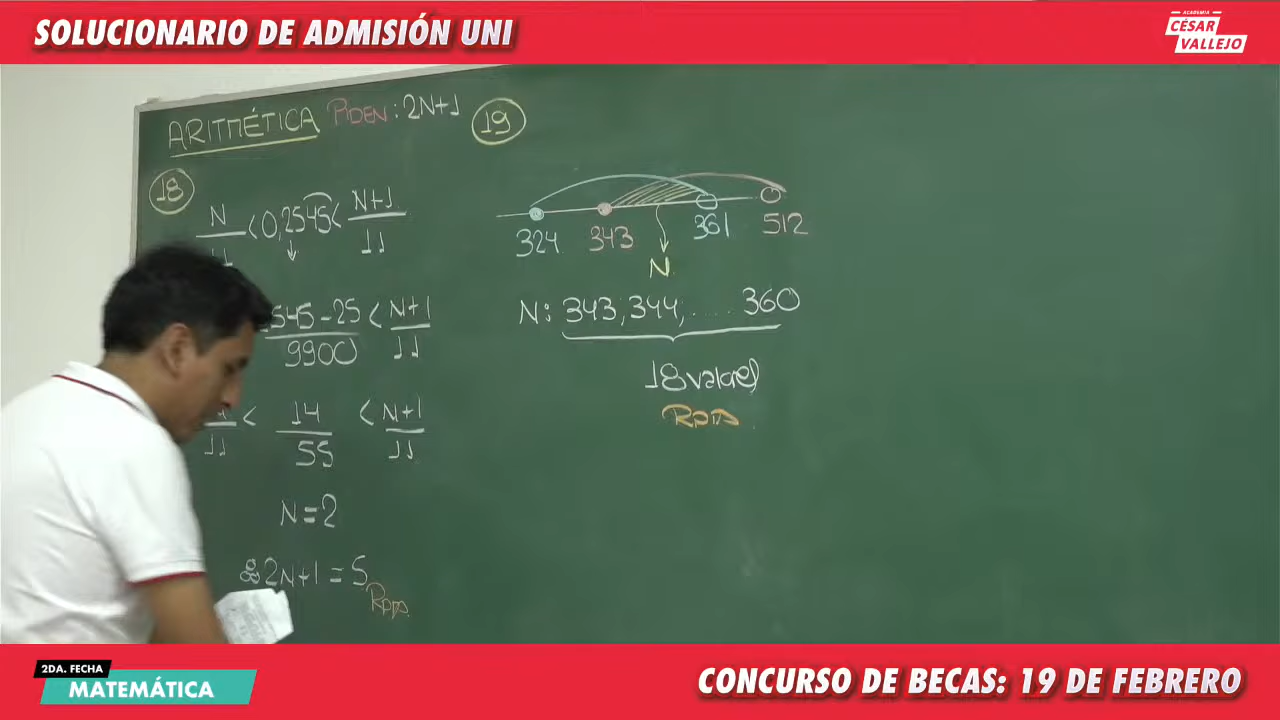 SOLUCIONARIO DE ADMISIÓN UNI
ACADEMIA
CÉSAR
VALLEJO
ARITMÉTICA PIDEN: 2N+1
18
N/11 < 0,2545 < N+1/11
545-25/9900 < N+1/11
/11 < 14/55 < N+1/11
N=2
2N+1=5
Rpta
19
324 343 361 512
N
N: 343, 344, .... 360
18 valores
Rpta
2DA. FECHA
MATEMÁTICA
CONCURSO DE BECAS: 19 DE FEBRERO